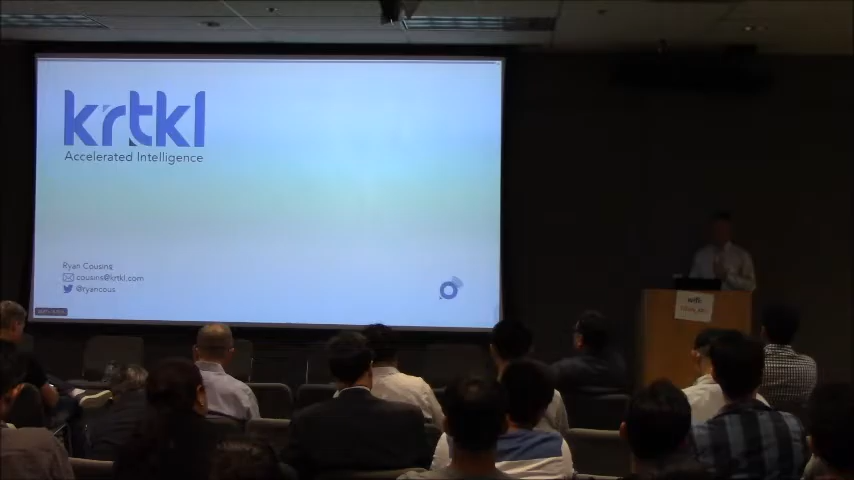 krtkl
Accelerated Intelligence
Ryan Cousins
cousins@krtkl.com
@ryancous